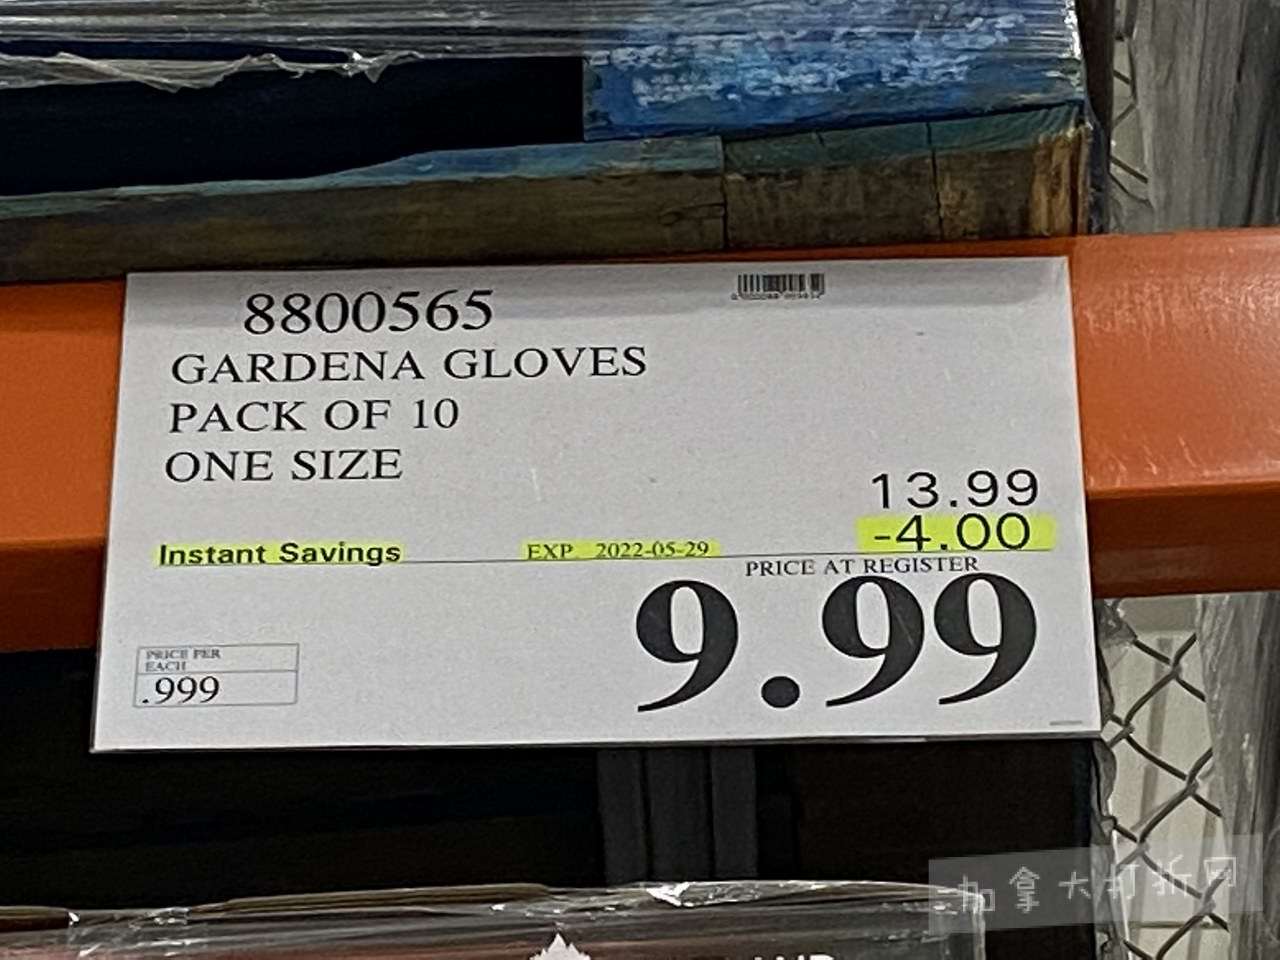 8800565
GARDENA GLOVES
PACK OF 10
ONE SIZE
13.99
-4.00
Instant Savings EXP 2022-05-29
PRICE AT REGISTER
9.99
PRICE PER
EACH
.999
加拿大打折网